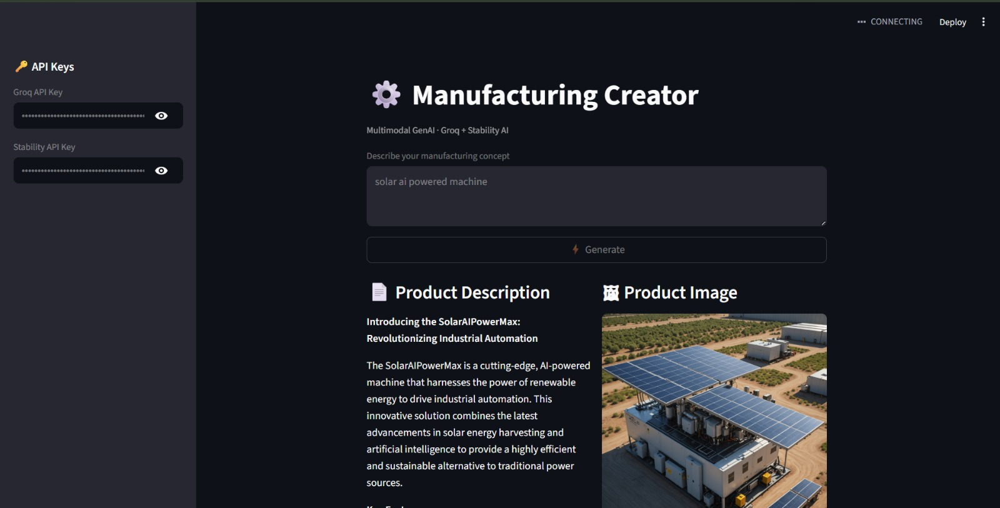 CONNECTING
Deploy
🔑 API Keys
Groq API Key
Stability API Key
Manufacturing Creator
Multimodal GenAI · Groq + Stability AI
Describe your manufacturing concept
solar ai powered machine
⚡ Generate
Product Description
Introducing the SolarAIPowerMax:
Revolutionizing Industrial Automation
The SolarAIPowerMax is a cutting-edge, AI-powered
machine that harnesses the power of renewable
energy to drive industrial automation. This
innovative solution combines the latest
advancements in solar energy harvesting and
artificial intelligence to provide a highly efficient
and sustainable alternative to traditional power
sources.
Product Image